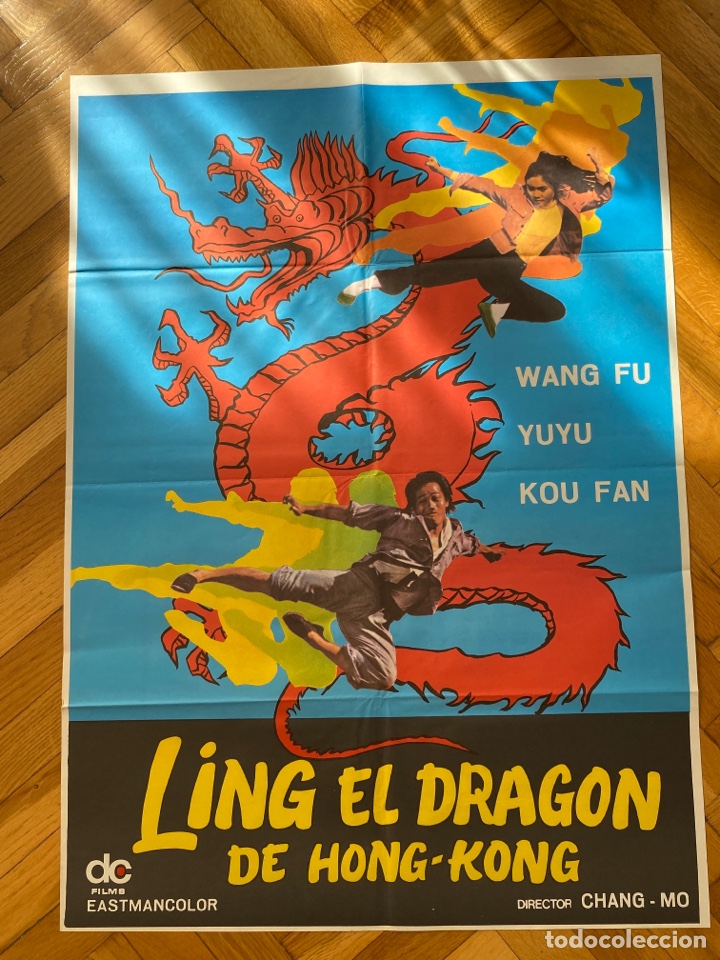 WANG FU
YUYU
KOU FAN
LiNG EL DRAGON
DE HONG-KONG
dc
FILMS
EASTMANCOLOR
DIRECTOR CHANG - MO
todocoleccion